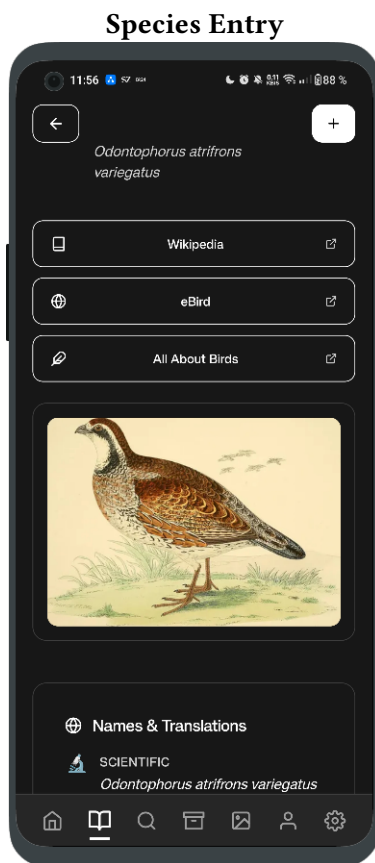 Species Entry
11:56
88 %
Odontophorus atrifrons
variegatus
Wikipedia
eBird
All About Birds
Names & Translations
SCIENTIFIC
Odontophorus atrifrons variegatus